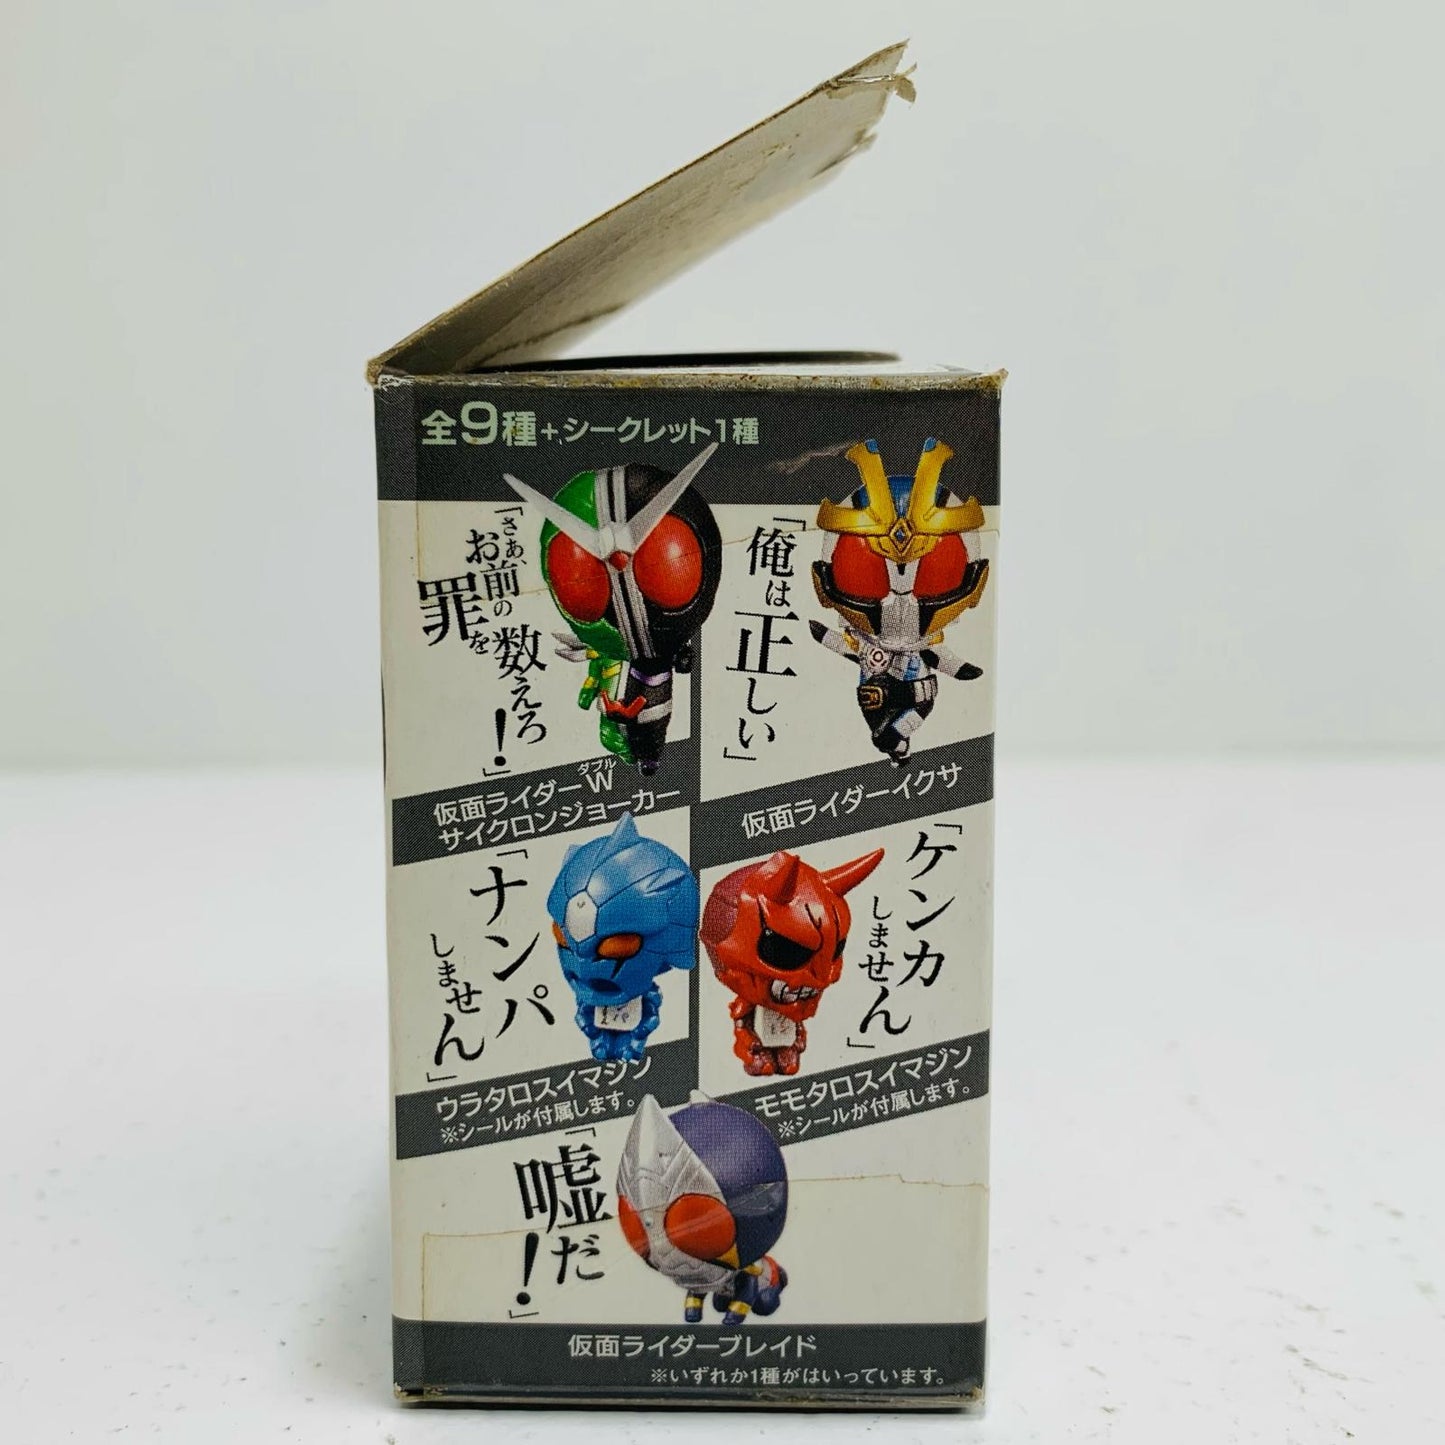 全9種+シークレット1種
「さぁ、
お前の
罪を
数えろ
!」
仮面ライダーW
ダブル
サイクロンジョーカー
「俺は
正しい」
仮面ライダーイクサ
「ナンパ
しません」
ウラタロスイマジン
※シールが付属します。
「ケンカ
しません」
モモタロスイマジン
※シールが付属します。
「嘘だ
!」
仮面ライダーブレイド
※いずれか1種がはいっています。